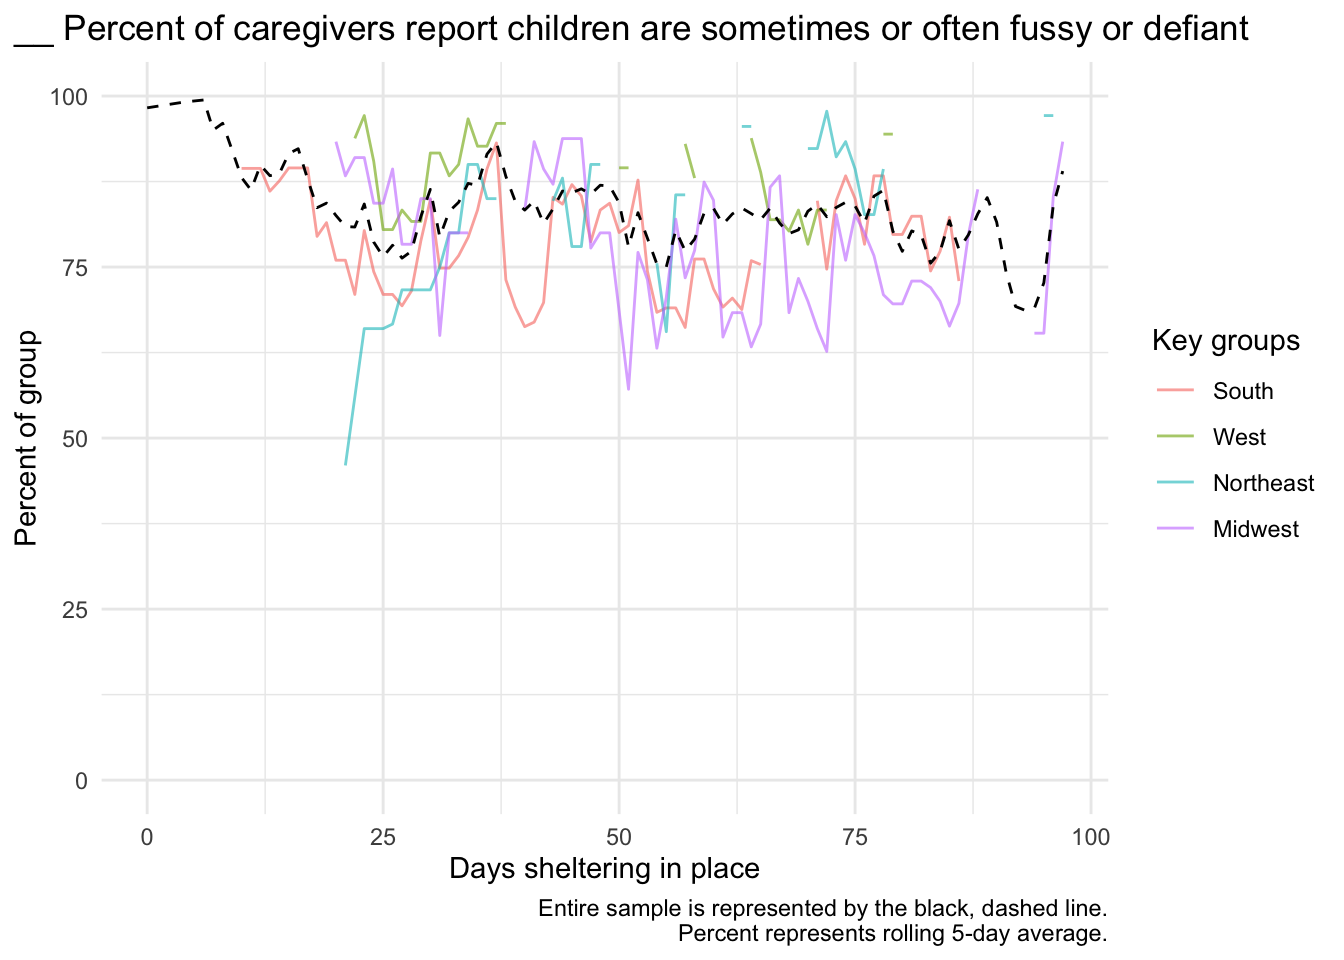 __ Percent of caregivers report children are sometimes or often fussy or defiant
100
75
50
25
0
Percent of group
0 25 50 75 100
Days sheltering in place
Key groups
South
West
Northeast
Midwest
Entire sample is represented by the black, dashed line.
Percent represents rolling 5-day average.